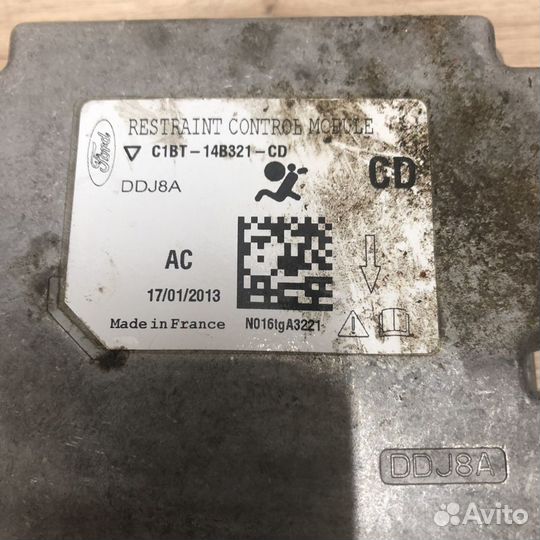 Ford
RESTRAINT CONTROL MODULE
C1BT-14B321-CD
DDJ8A
CD
AC
17/01/2013
Made in France
N016tgA3221
DDJ8A
Avito